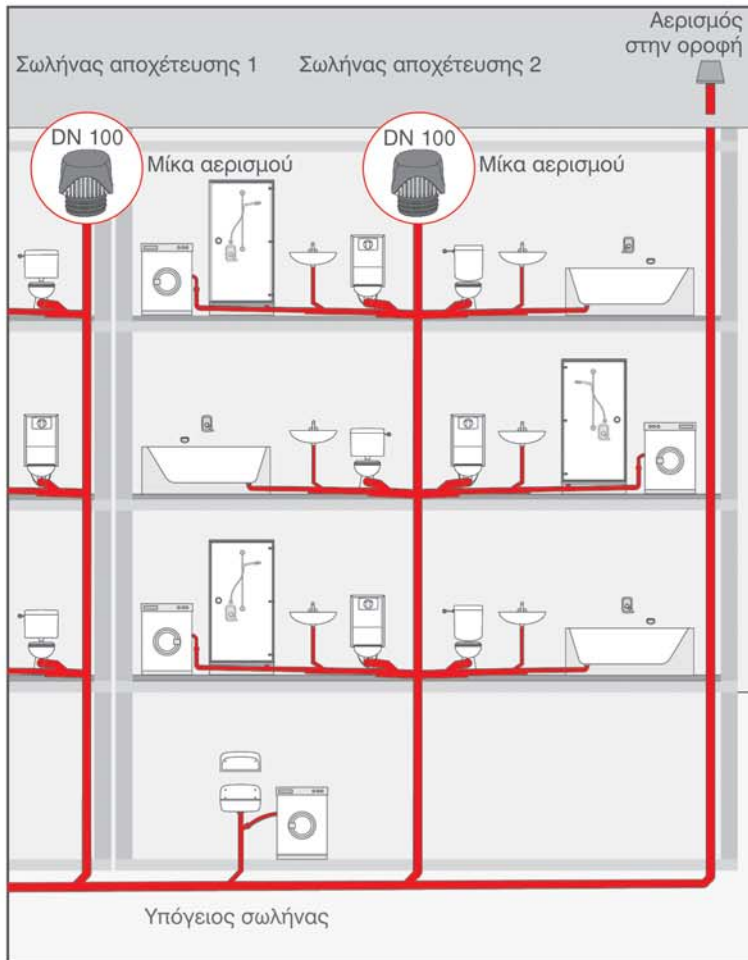 Αερισμός
στην οροφή
Σωλήνας αποχέτευσης 1
Σωλήνας αποχέτευσης 2
DN 100
Μίκα αερισμού
DN 100
Μίκα αερισμού
Υπόγειος σωλήνας